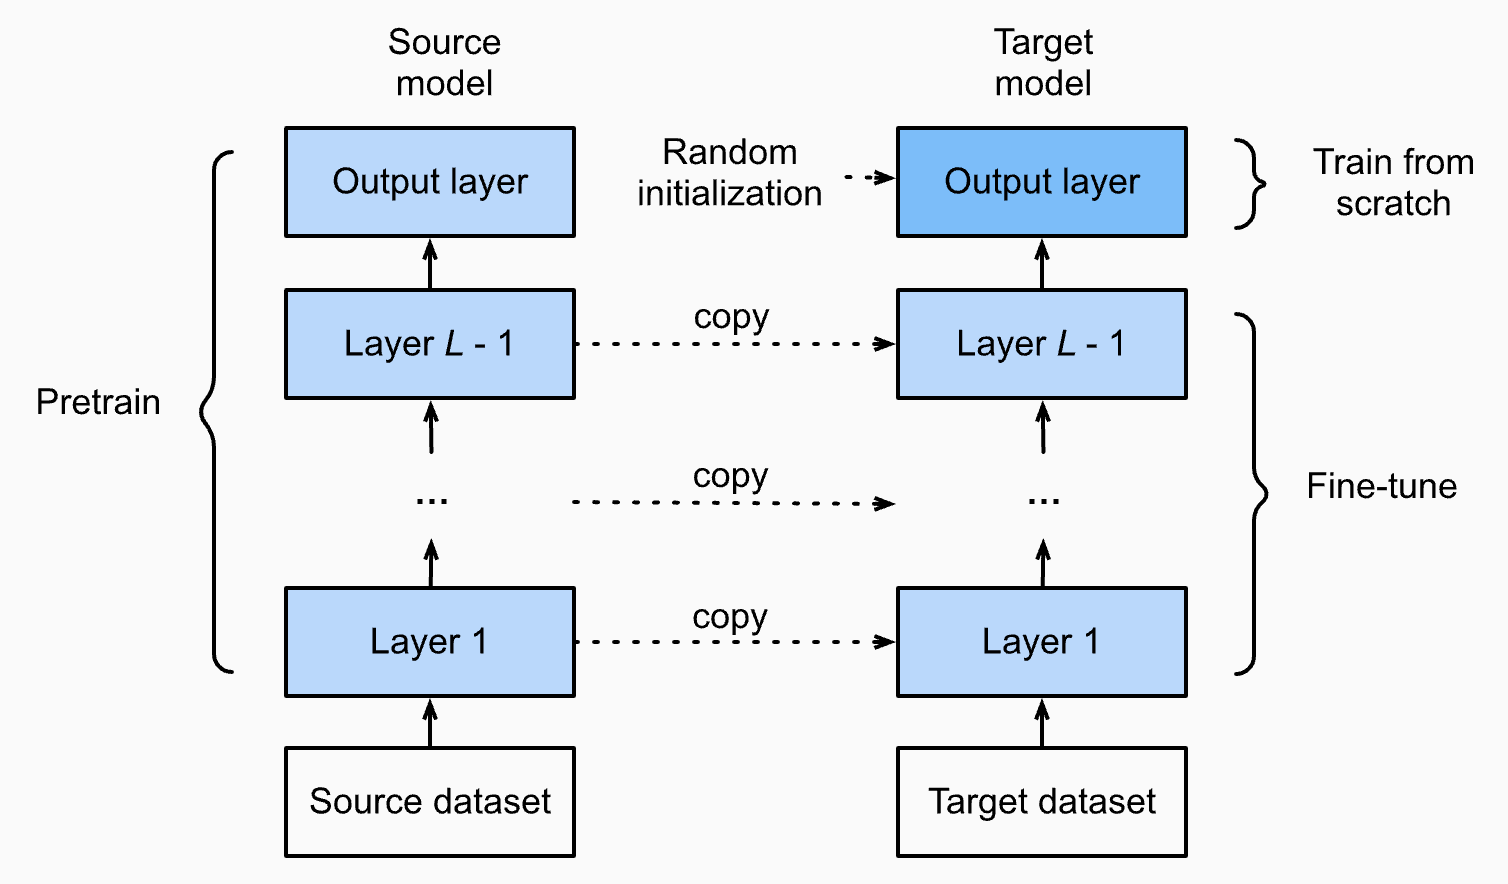 Source
model
Target
model
Output layer
Random
initialization
Output layer
Train from
scratch
Layer L - 1
copy
Layer L - 1
Pretrain
...
copy
...
Fine-tune
Layer 1
copy
Layer 1
Source dataset
Target dataset